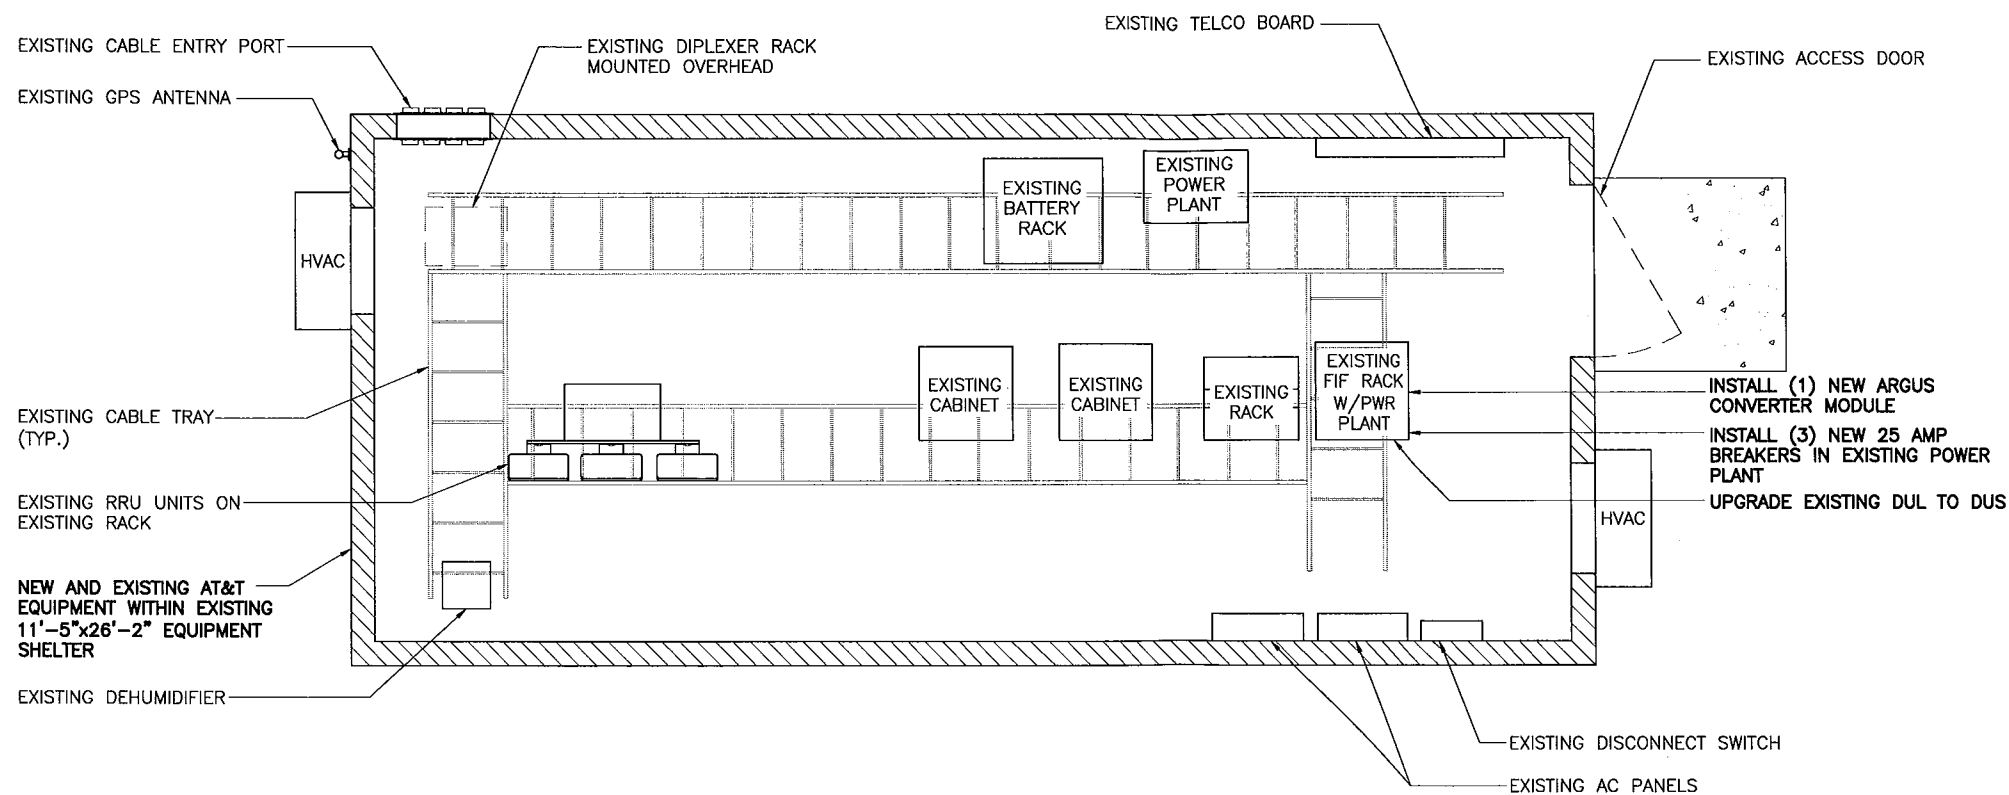 EXISTING TELCO BOARD
EXISTING CABLE ENTRY PORT
EXISTING DIPLEXER RACK
MOUNTED OVERHEAD
EXISTING ACCESS DOOR
EXISTING GPS ANTENNA
EXISTING
POWER
PLANT
EXISTING
BATTERY
RACK
HVAC
EXISTING
CABINET
EXISTING
CABINET
EXISTING
RACK
EXISTING
FIF RACK
W/PWR
PLANT
INSTALL (1) NEW ARGUS
CONVERTER MODULE
INSTALL (3) NEW 25 AMP
BREAKERS IN EXISTING POWER
PLANT
UPGRADE EXISTING DUL TO DUS
HVAC
EXISTING CABLE TRAY
(TYP.)
EXISTING RRU UNITS ON
EXISTING RACK
NEW AND EXISTING AT&T
EQUIPMENT WITHIN EXISTING
11'-5"x26'-2" EQUIPMENT
SHELTER
EXISTING DEHUMIDIFIER
EXISTING DISCONNECT SWITCH
EXISTING AC PANELS